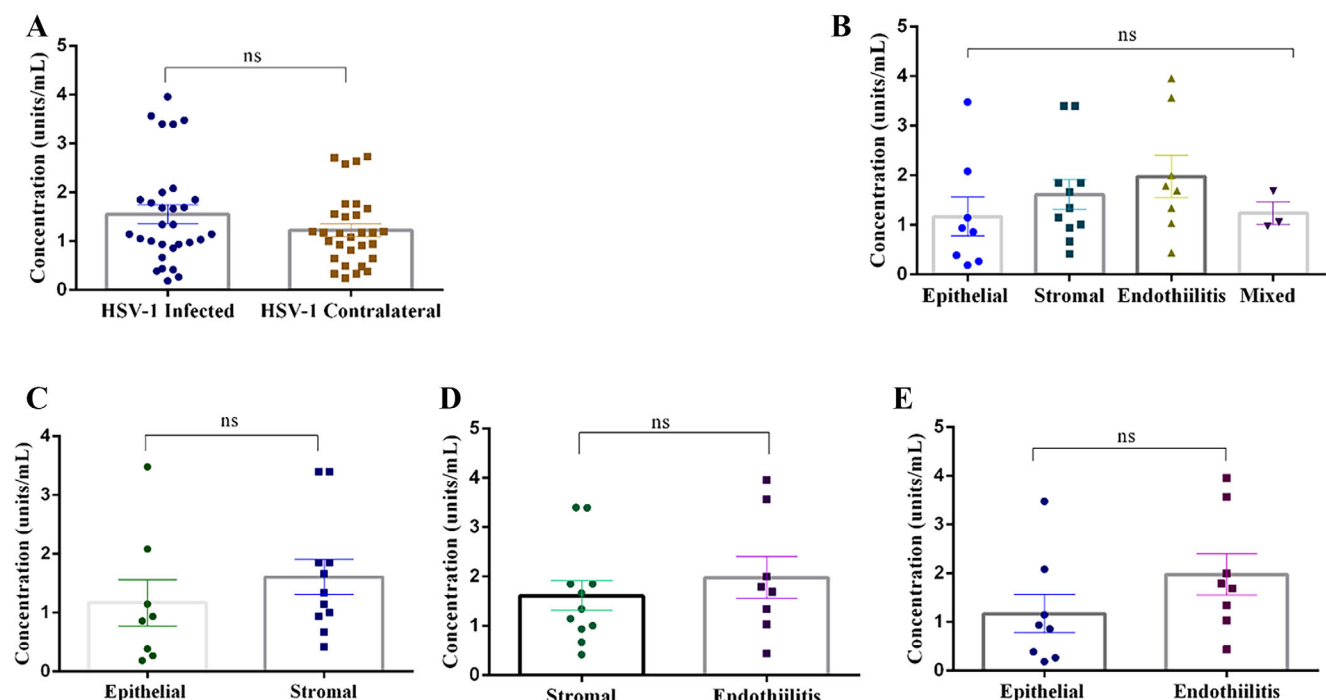 A
ns
Concentration (units/mL)
5
4
3
2
1
0
HSV-1 Infected HSV-1 Contralateral
B
ns
Concentration (units/mL)
5
4
3
2
1
0
Epithelial Stromal Endothiilitis Mixed
C
ns
Concentration (units/mL)
4
3
2
1
0
Epithelial Stromal
D
ns
Concentration (units/mL)
5
4
3
2
1
0
Stromal Endothiilitis
E
ns
Concentration (units/mL)
5
4
3
2
1
0
Epithelial Endothiilitis